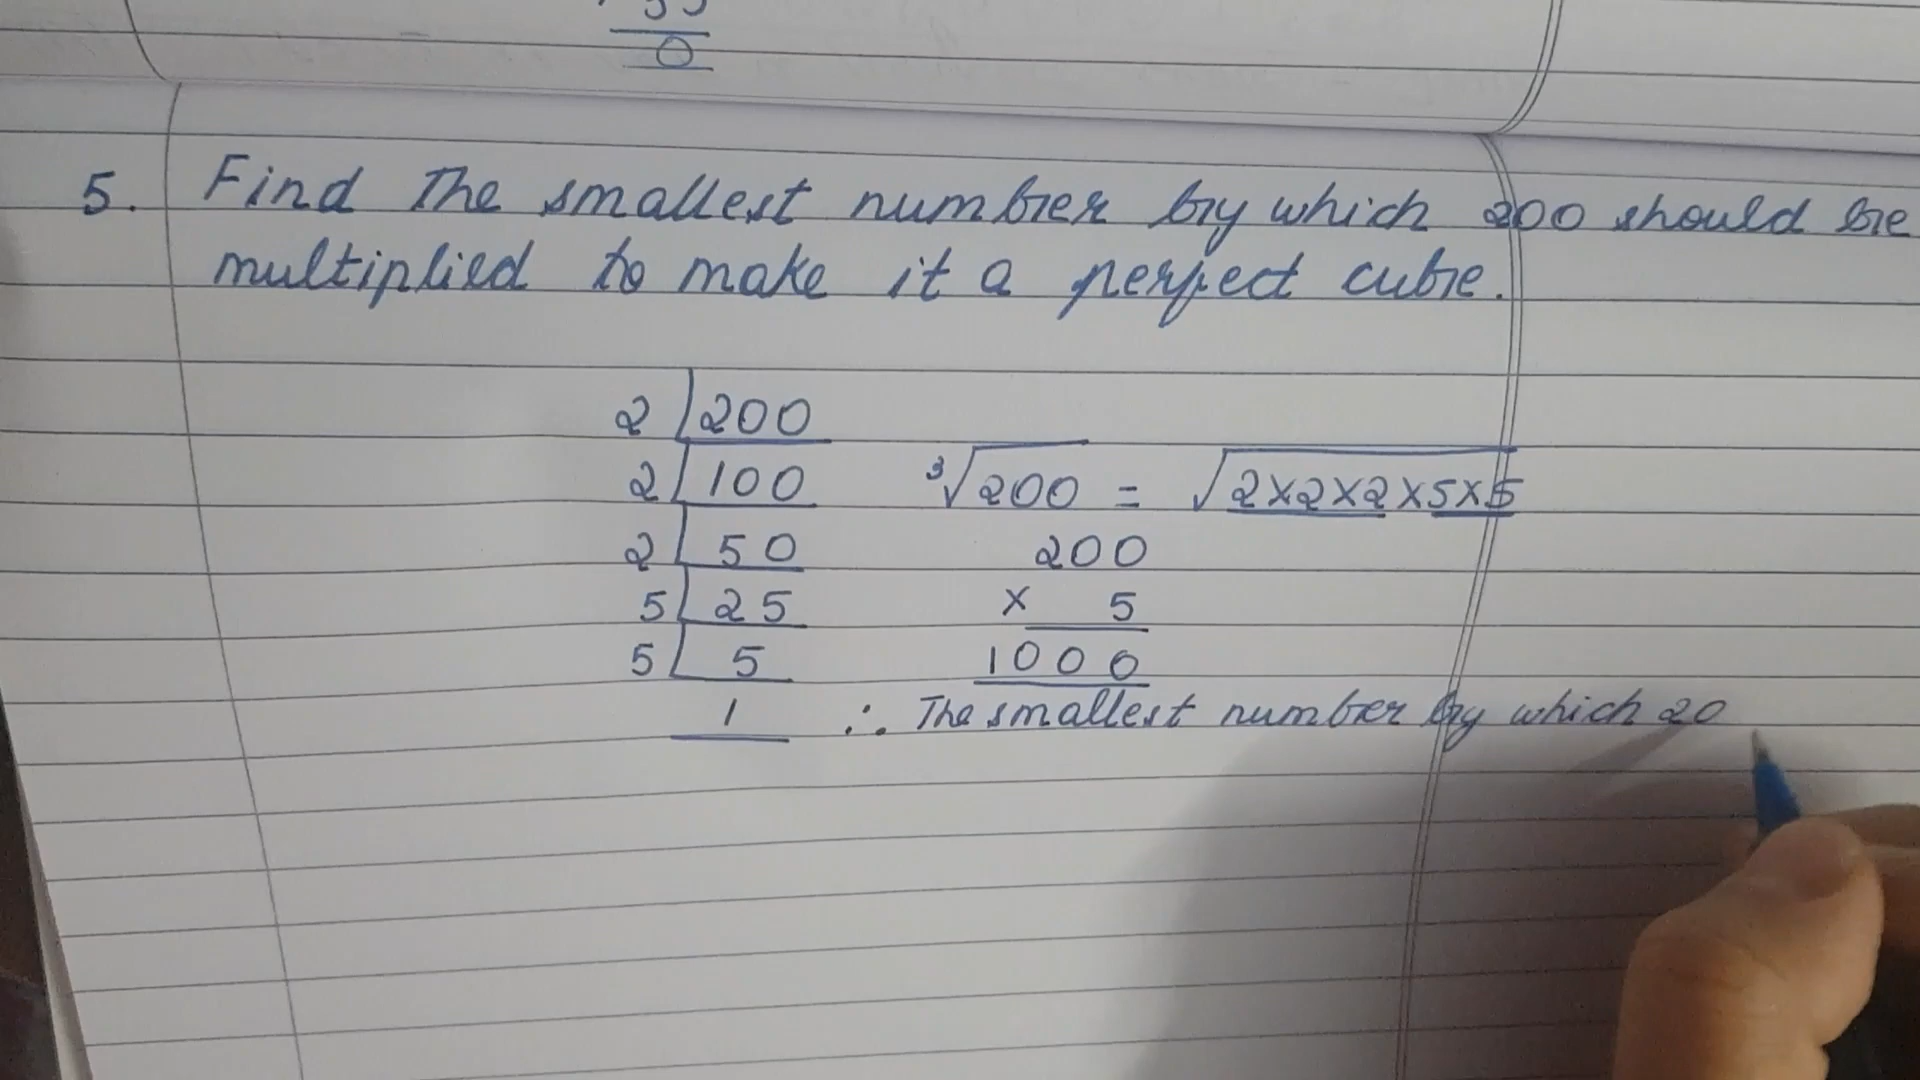 0
5. Find The smallest number by which 200 should be
multiplied to make it a perfect cube.
2 200
2 100 ³√200 = √2×2×2×5×5
2 50 200
5 25 × 5
5 5 1000
1 ∴ The smallest number by which 20